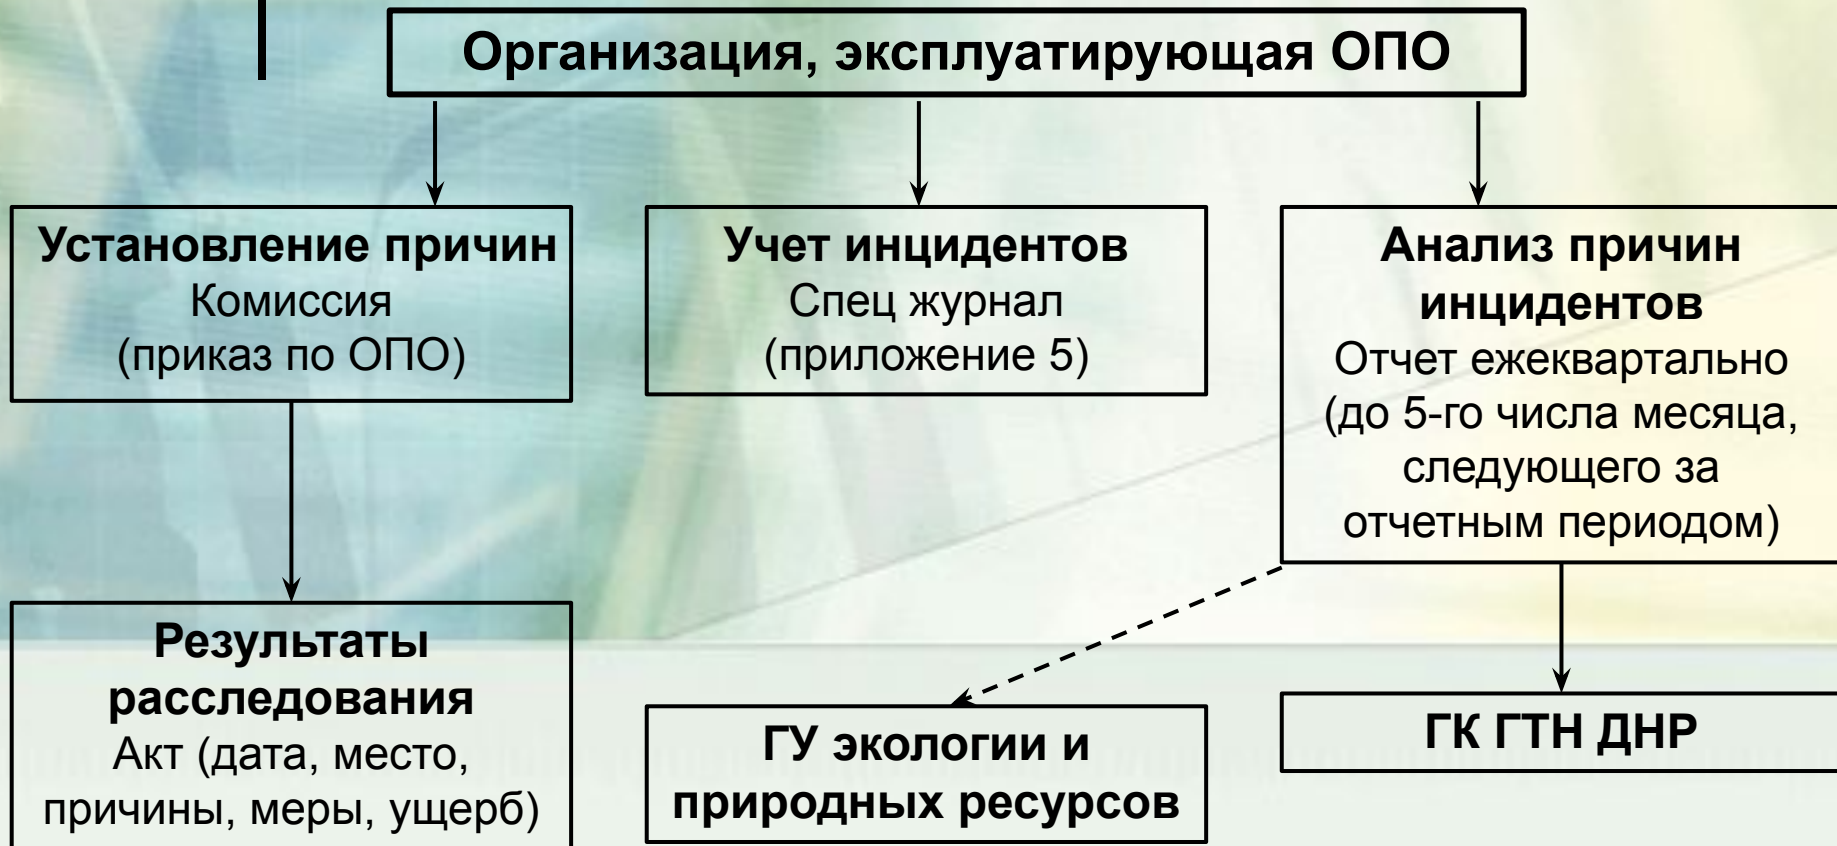 Организация, эксплуатирующая ОПО
Установление причин
Комиссия
(приказ по ОПО)
Учет инцидентов
Спец журнал
(приложение 5)
Анализ причин
инцидентов
Отчет ежеквартально
(до 5-го числа месяца,
следующего за
отчетным периодом)
Результаты
расследования
Акт (дата, место,
причины, меры, ущерб)
ГУ экологии и
природных ресурсов
ГК ГТН ДНР